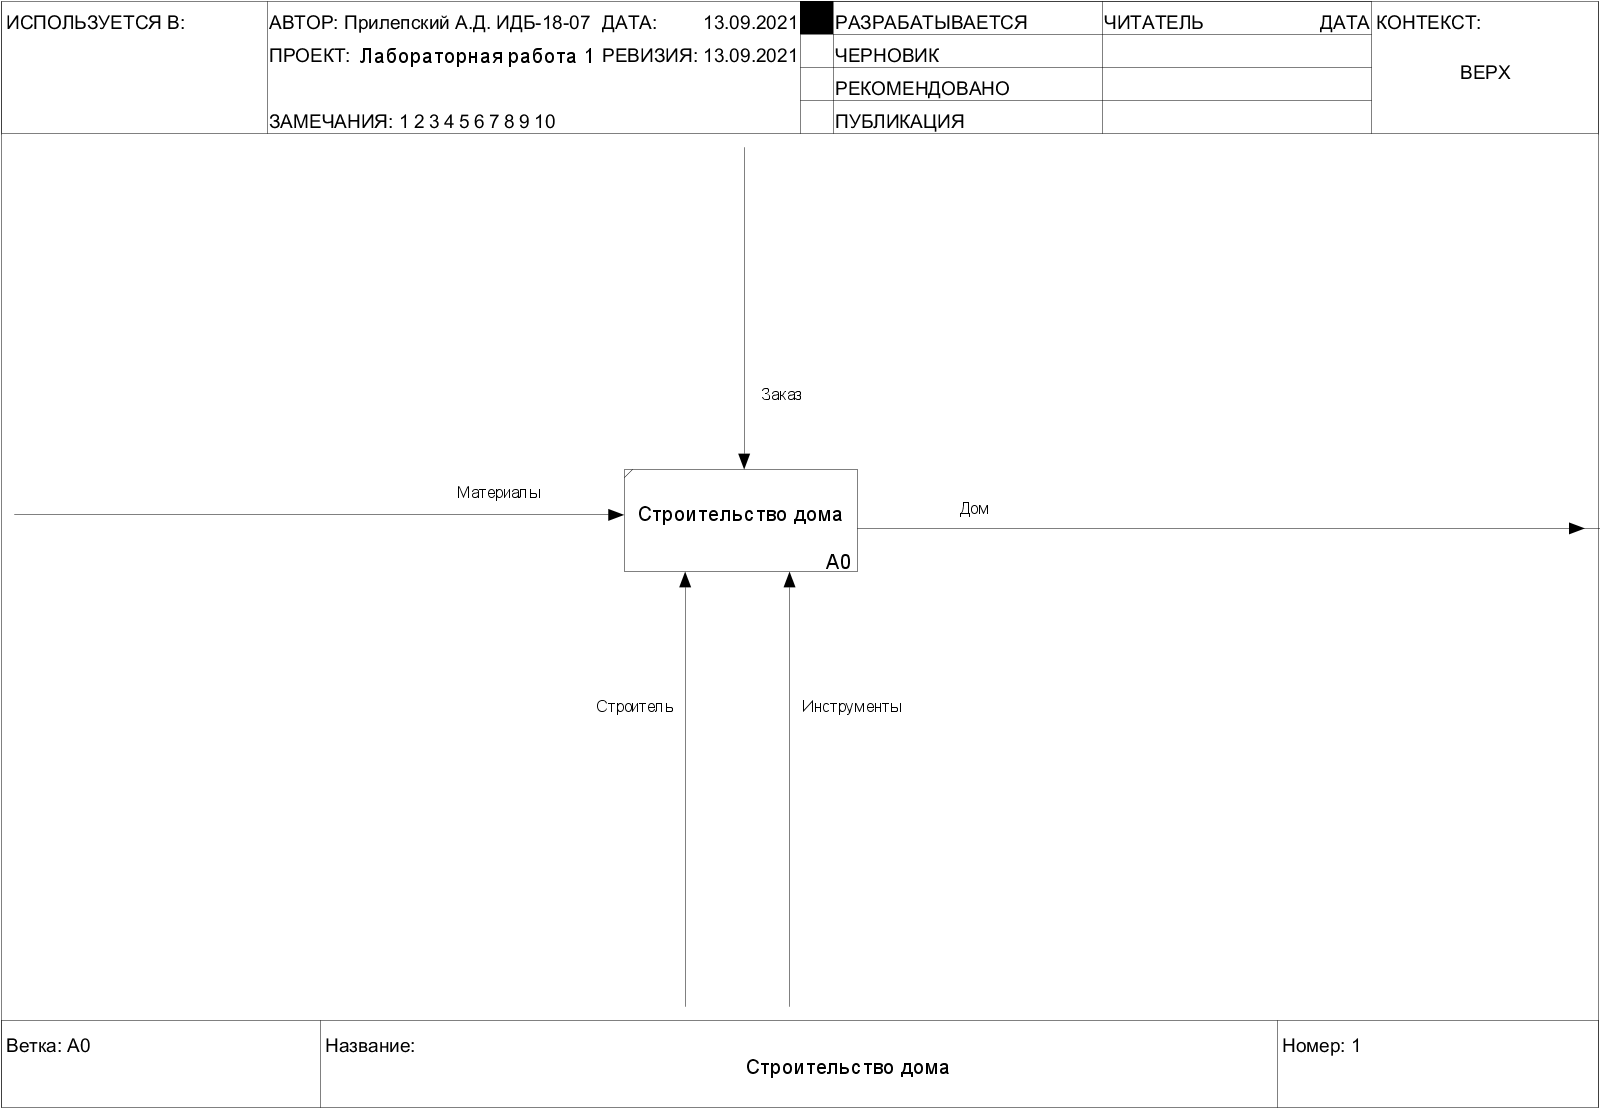 ИСПОЛЬЗУЕТСЯ В:
АВТОР: Прилепский А.Д. ИДБ-18-07 ДАТА: 13.09.2021
ПРОЕКТ: Лабораторная работа 1 РЕВИЗИЯ: 13.09.2021
ЗАМЕЧАНИЯ: 1 2 3 4 5 6 7 8 9 10
РАЗРАБАТЫВАЕТСЯ
ЧЕРНОВИК
РЕКОМЕНДОВАНО
ПУБЛИКАЦИЯ
ЧИТАТЕЛЬ ДАТА
КОНТЕКСТ:
ВЕРХ
Заказ
Материалы
Строительство дома
A0
Дом
Строитель
Инструменты
Ветка: A0
Название:
Строительство дома
Номер: 1